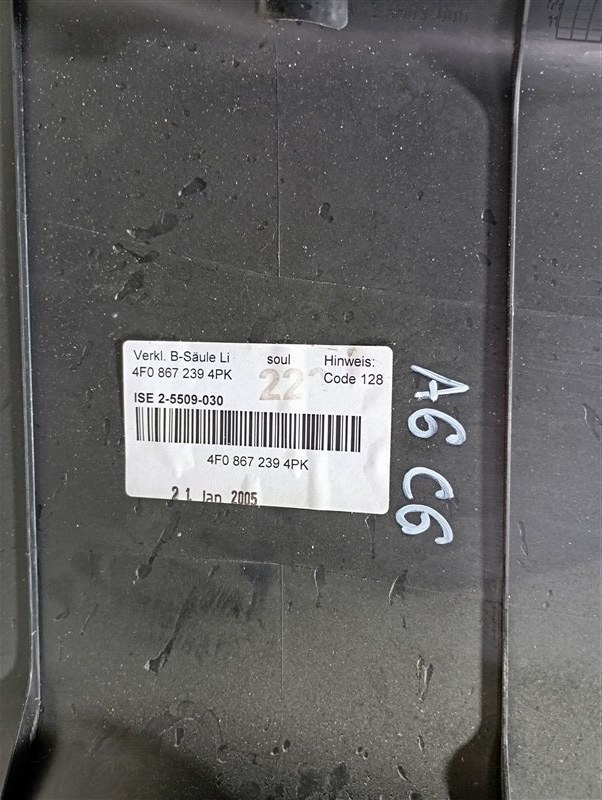 Verkl. B-Säule Li soul Hinweis:
4F0 867 239 4PK Code 128
ISE 2-5509-030
4F0 867 239 4PK
21. Jan. 2005
A6 C6